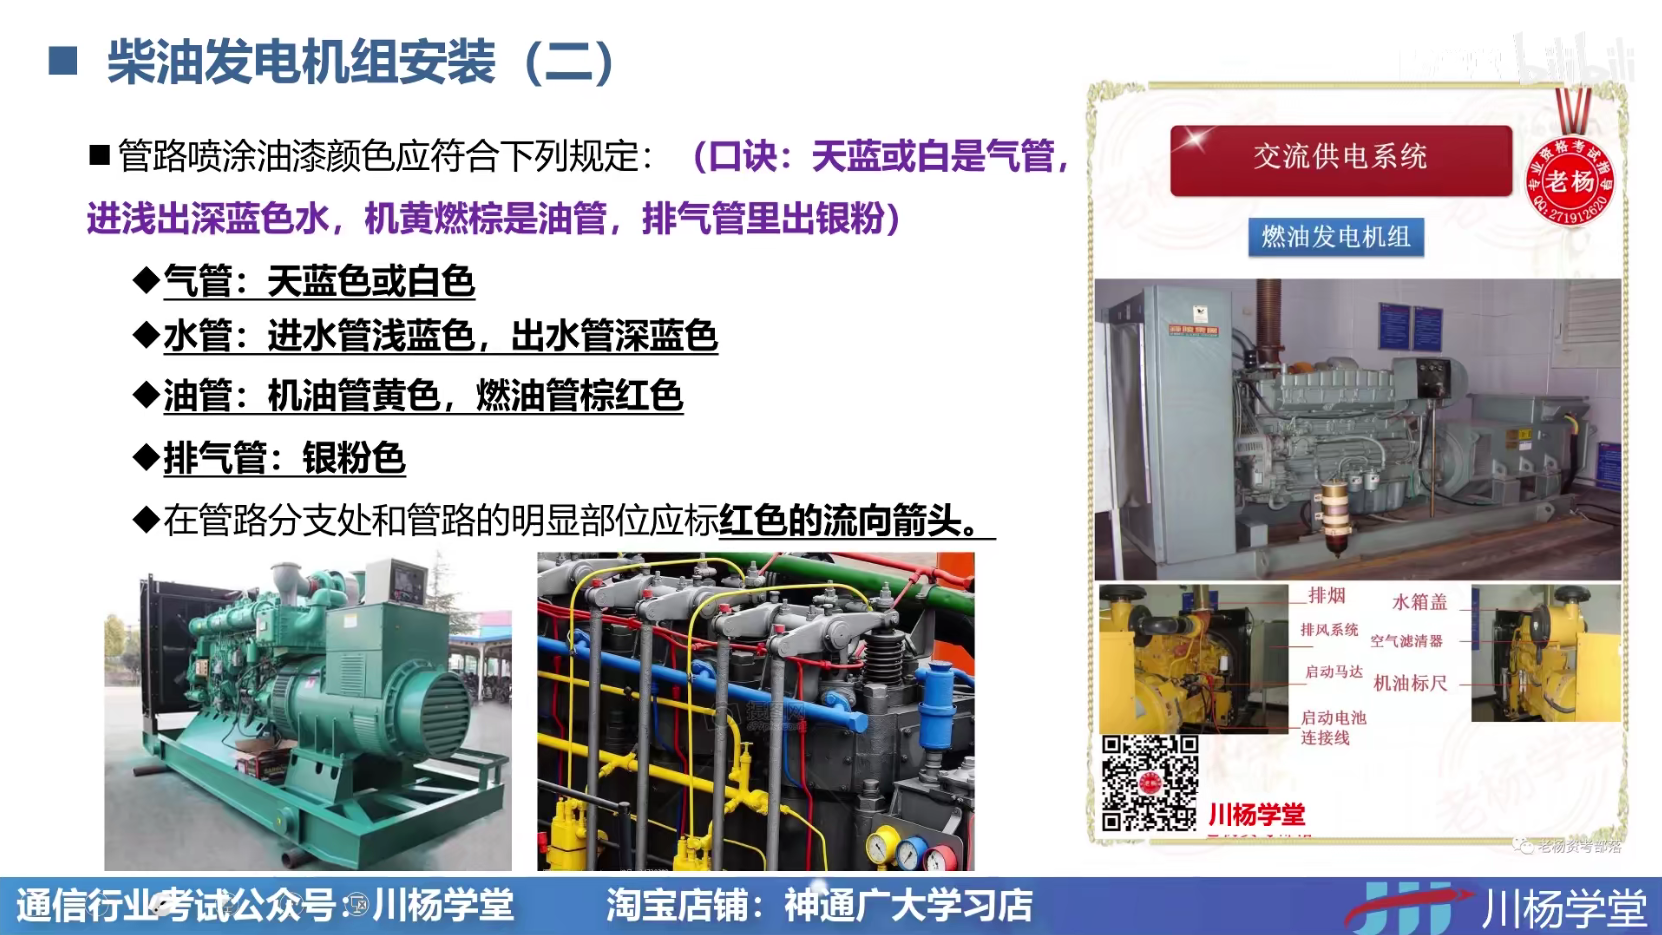 ■ 柴油发电机组安装（二）
■管路喷涂油漆颜色应符合下列规定：（口诀：天蓝或白是气管，
进浅出深蓝色水，机黄燃棕是油管，排气管里出银粉）
◆气管：天蓝色或白色
◆水管：进水管浅蓝色，出水管深蓝色
◆油管：机油管黄色，燃油管棕红色
◆排气管：银粉色
◆在管路分支处和管路的明显部位应标红色的流向箭头。
bilibili
交流供电系统
专业资格考试指导
老杨
QQ:271912620
燃油发电机组
排烟
排风系统
启动马达
启动电池
连接线
水箱盖
空气滤清器
机油标尺
川杨学堂
老杨资考部落
通信行业考试公众号：川杨学堂
淘宝店铺：神通广大学习店
川杨学堂